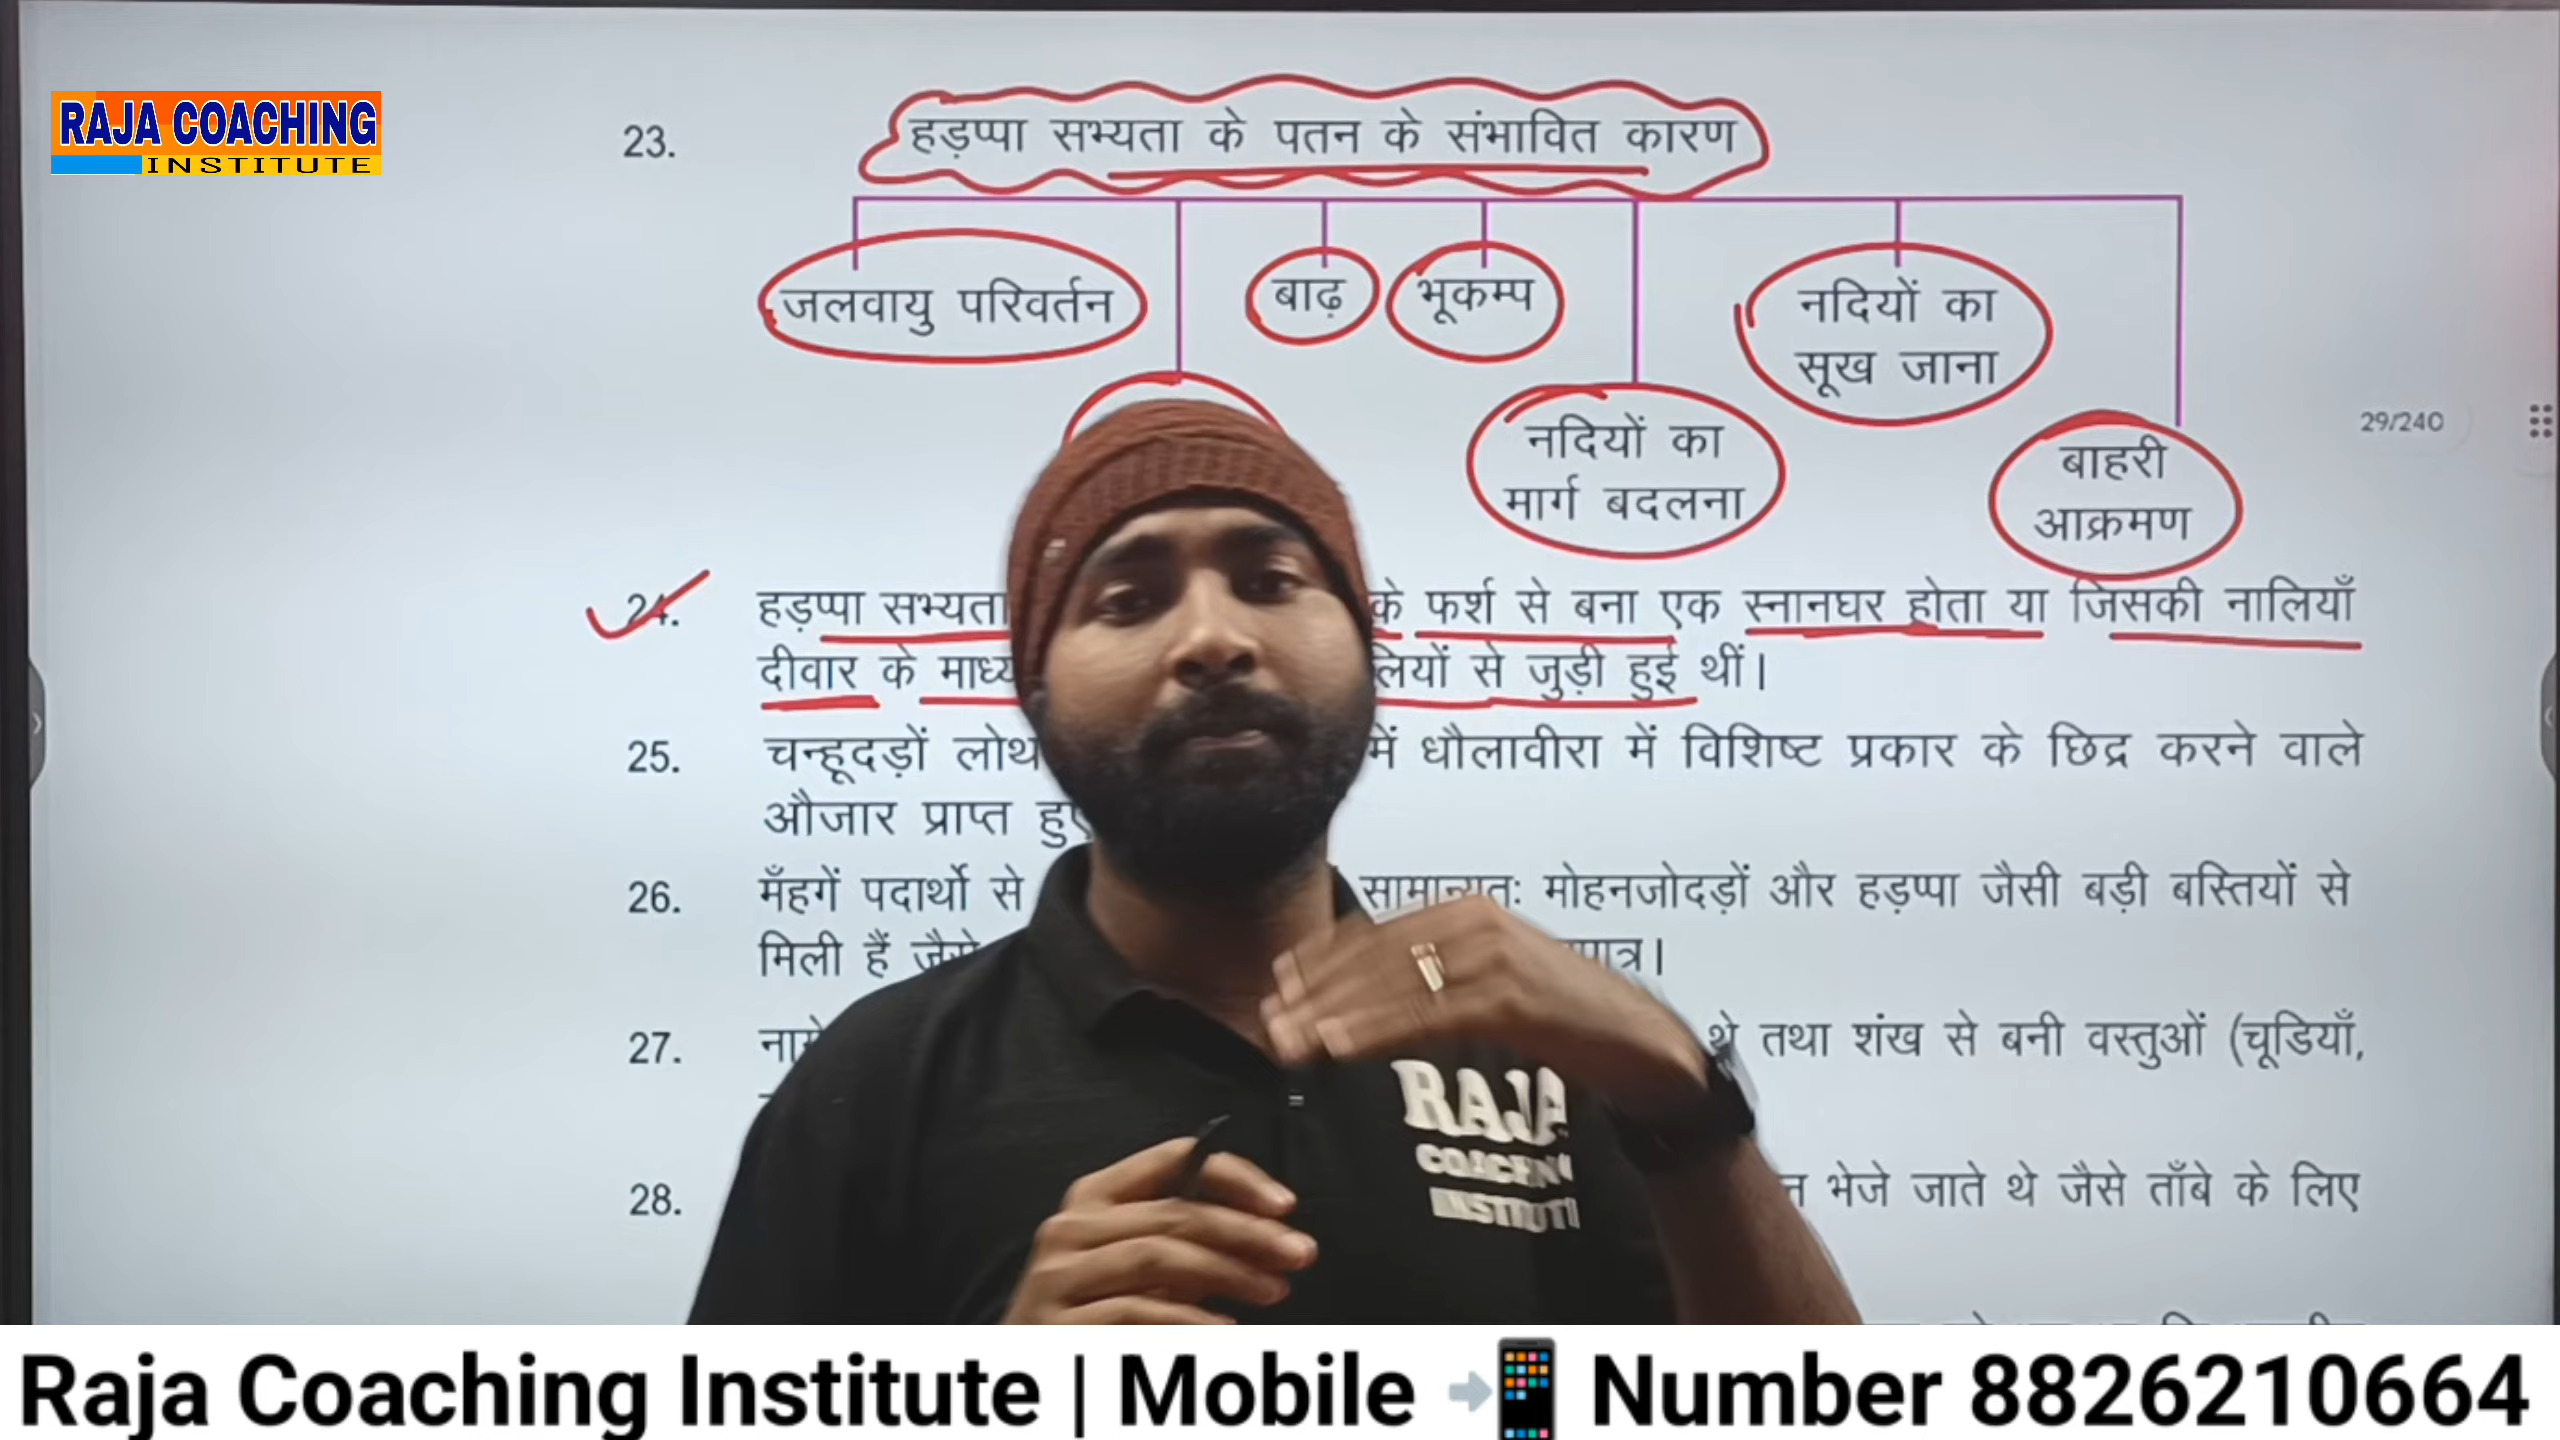 RAJA COACHING
INSTITUTE
23. हड़प्पा सभ्यता के पतन के संभावित कारण
जलवायु परिवर्तन
बाढ़
भूकम्प
नदियों का
सूख जाना
नदियों का
मार्ग बदलना
बाहरी
आक्रमण
29/240
24. हड़प्पा सभ्यता के फर्श से बना एक स्नानघर होता या जिसकी नालियाँ
दीवार के से जुड़ी हुई थीं।
25. चन्हूदड़ों में धौलावीरा में विशिष्ट प्रकार के छिद्र करने वाले
औजार प्राप्त
26. मँहगें पदार्थो से सामान्यतः मोहनजोदड़ों और हड़प्पा जैसी बड़ी बस्तियों से
मिली हैं
27. थे तथा शंख से बनी वस्तुओं (चूडियाँ,
28. भेजे जाते थे जैसे ताँबे के लिए
RAJA
Raja Coaching Institute | Mobile 📲 Number 8826210664